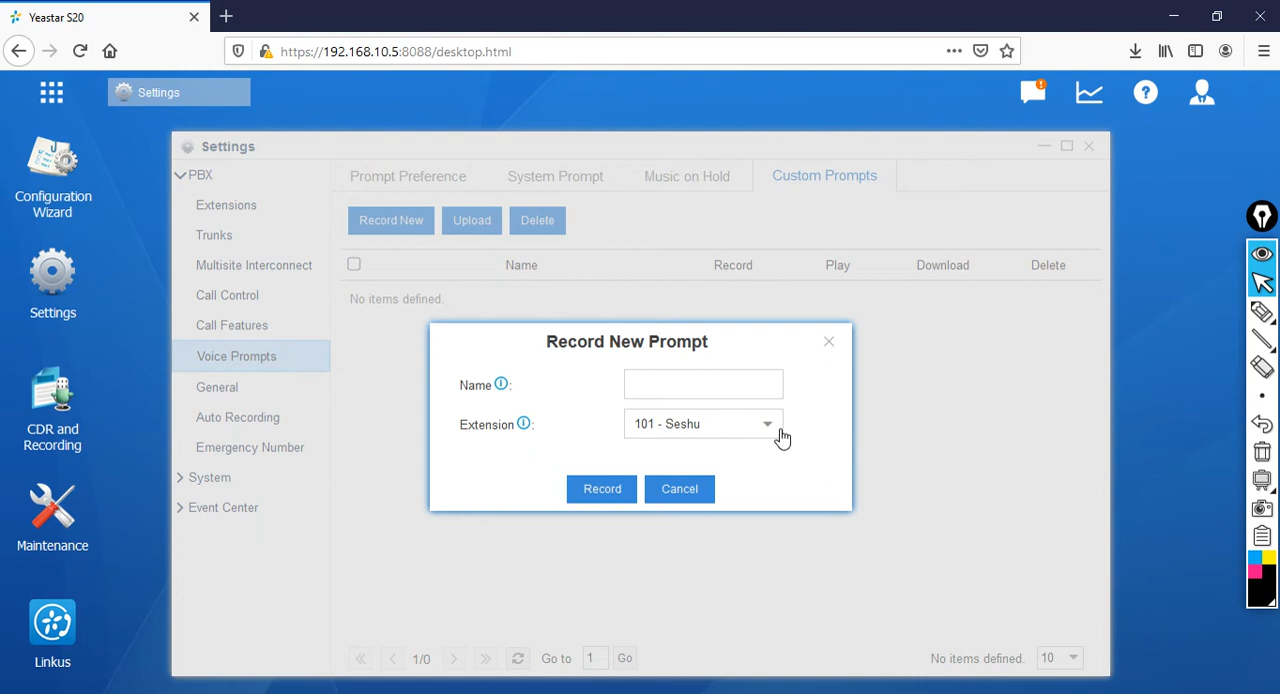 Yeastar S20
https://192.168.10.5:8088/desktop.html
Settings
Configuration
Wizard
Settings
CDR and
Recording
Maintenance
Linkus
Settings
PBX
Extensions
Trunks
Multisite Interconnect
Call Control
Call Features
Voice Prompts
General
Auto Recording
Emergency Number
System
Event Center
Prompt Preference System Prompt Music on Hold Custom Prompts
Record New Upload Delete
Name Record Play Download Delete
No items defined.
Record New Prompt
Name :
Extension : 101 - Seshu
Record Cancel
1/0 Go to 1 Go No items defined. 10